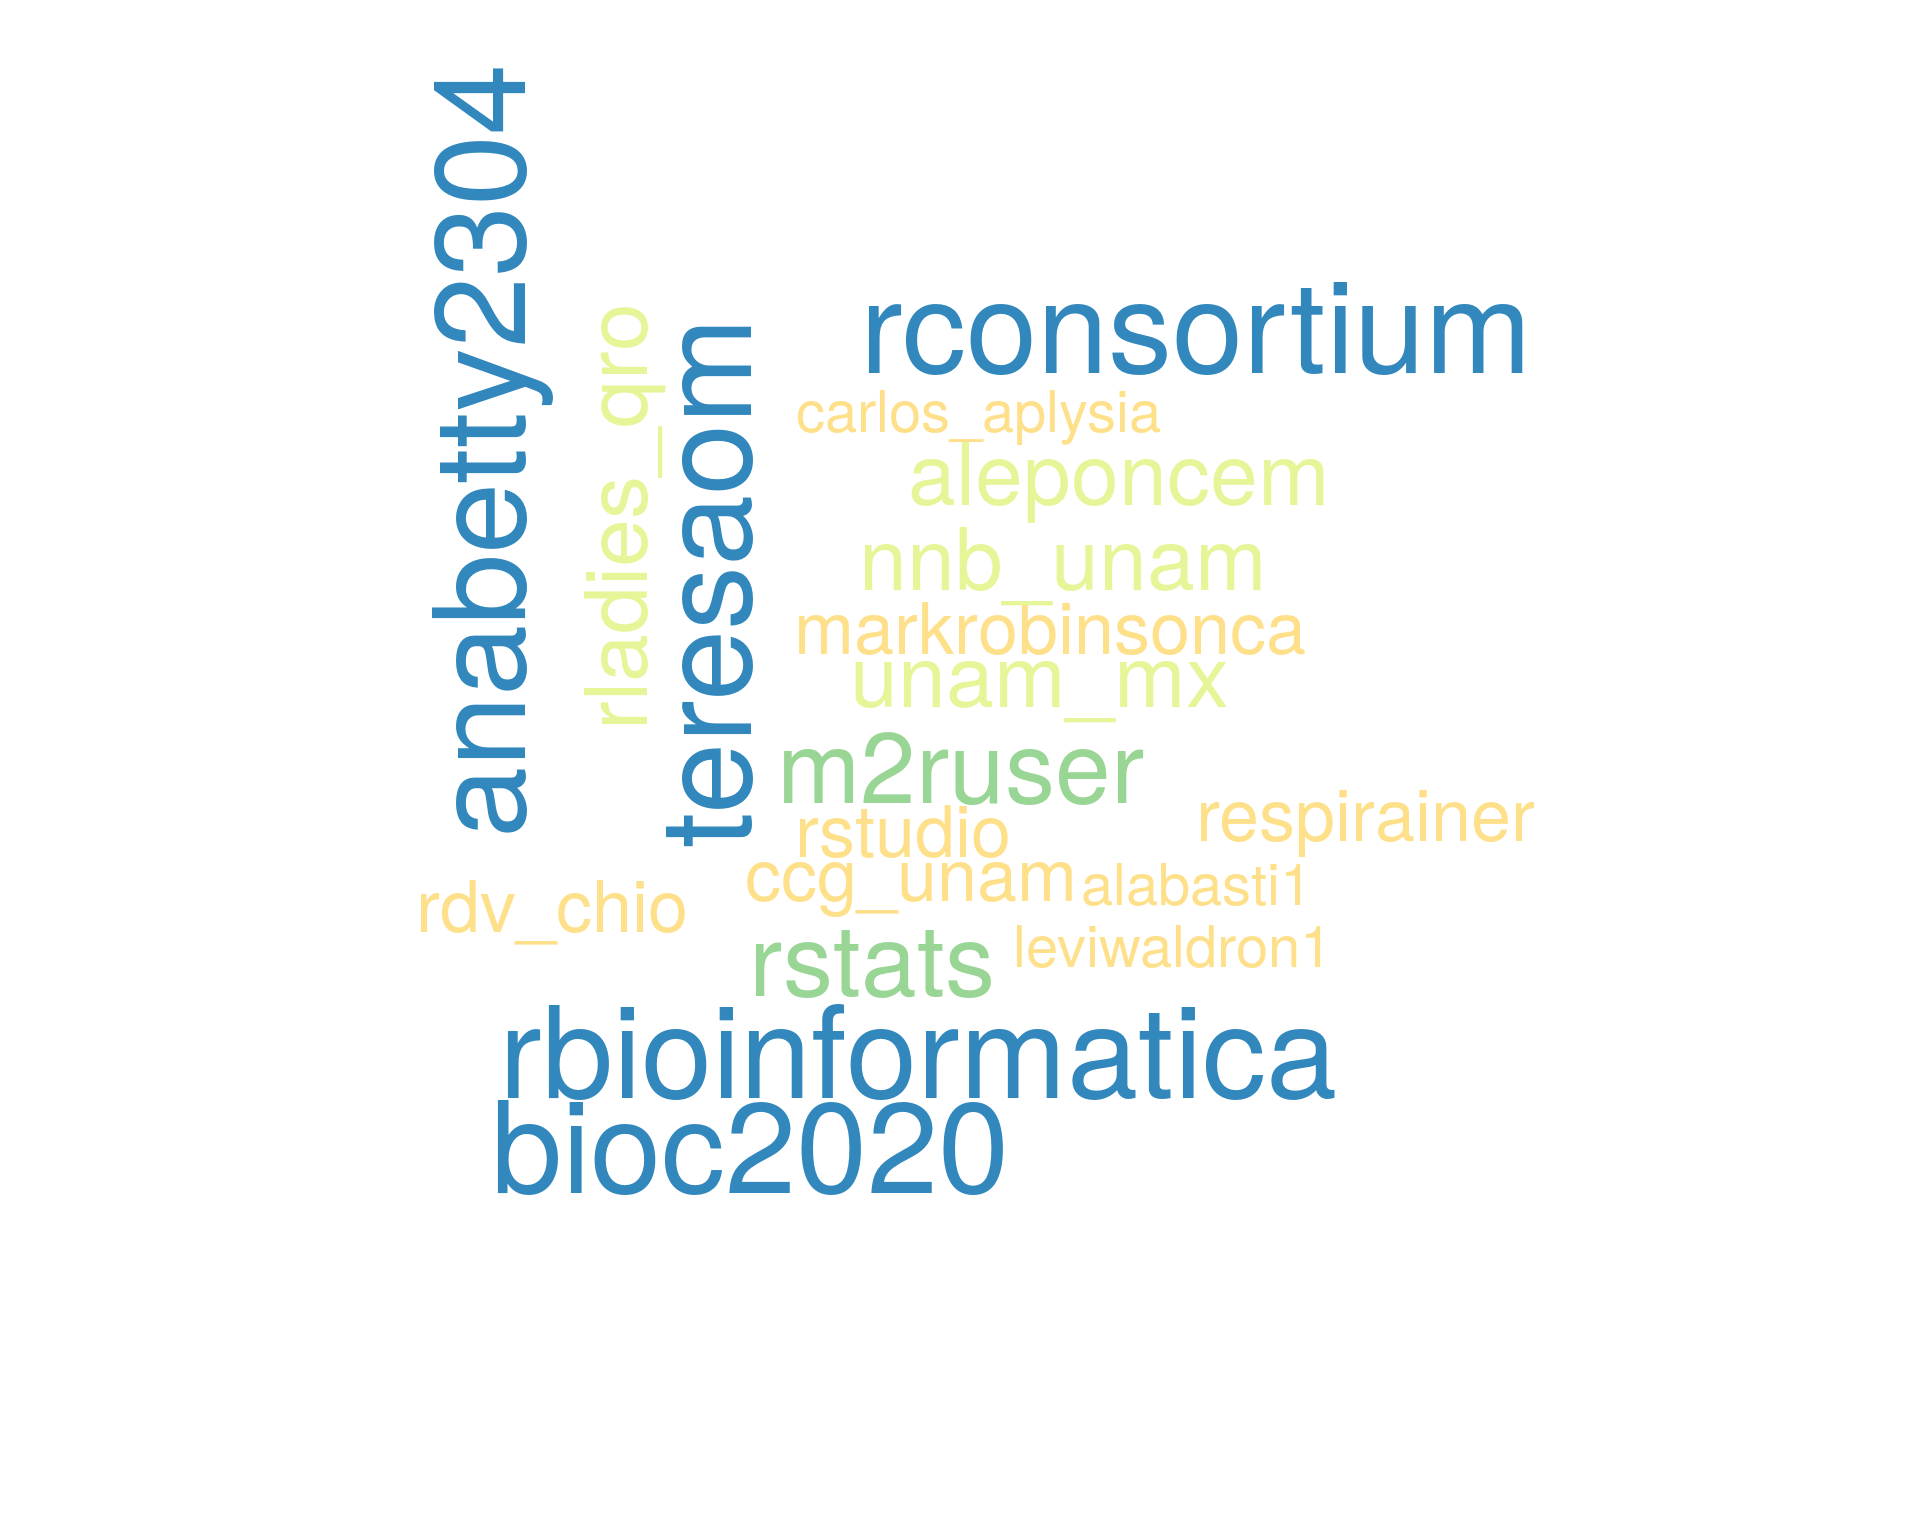 anabetty2304
rladies_qro
teresaom
rconsortium
carlos_aplysia
aleponcem
nnb_unam
markrobinsonca
unam_mx
m2ruser
rstudio
respirainer
ccg_unam
alabasti1
rdv_chio
rstats
leviwaldron1
rbioinformatica
bioc2020